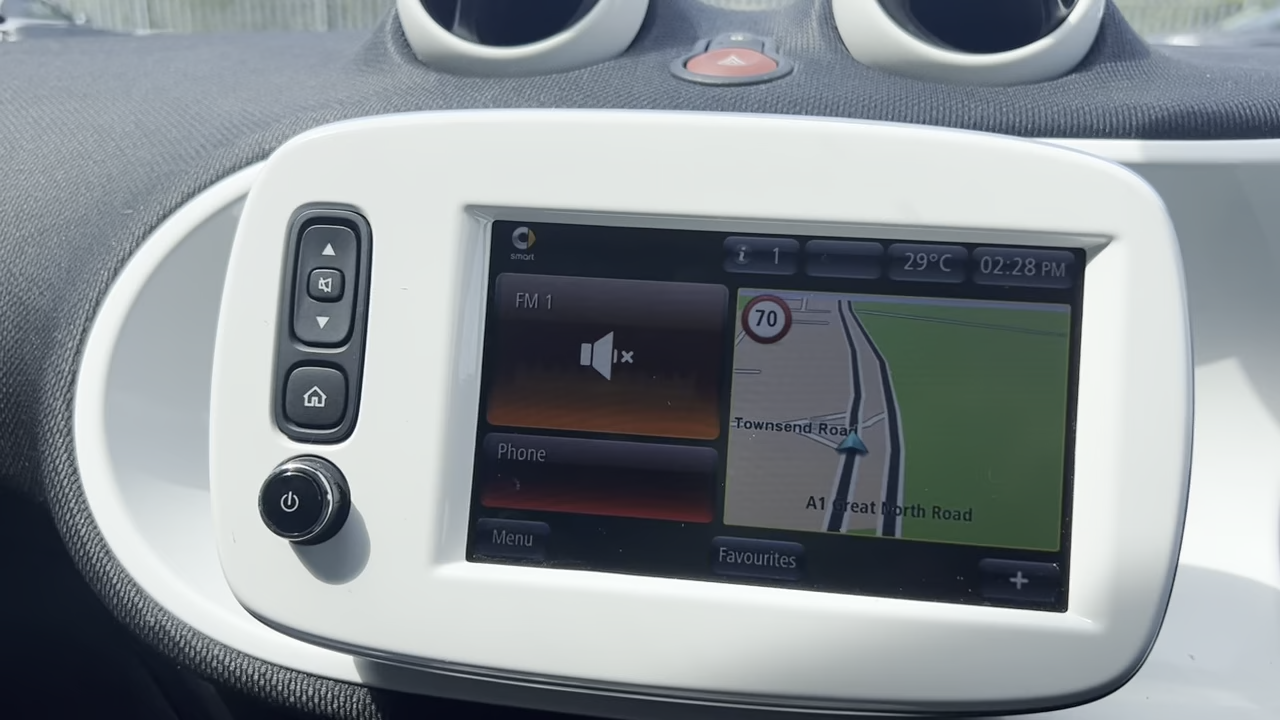 smart
i 1
29°C
02:28 PM
FM 1
70
Townsend Road
Phone
A1 Great North Road
Menu
Favourites
+